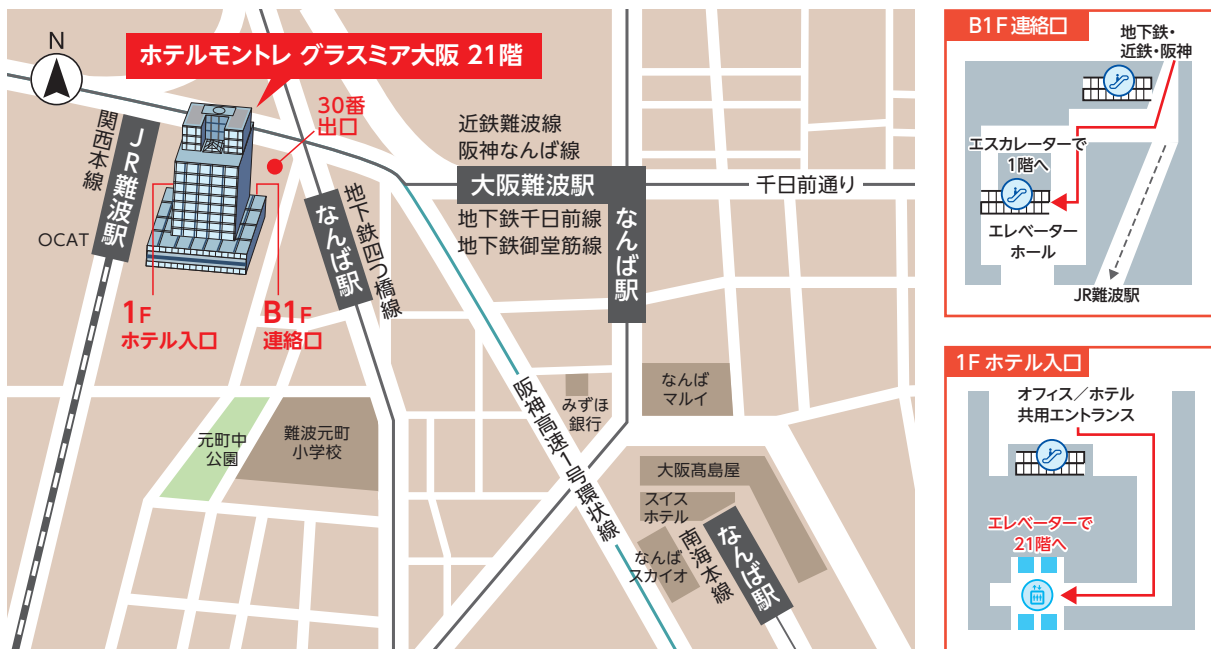 N
ホテルモントレ グラスミア大阪 21階
30番
出口
関西本線
JR難波駅
OCAT
1F
ホテル入口
B1F
連絡口
なんば駅
地下鉄四つ橋線
近鉄難波線
阪神なんば線
大阪難波駅
地下鉄千日前線
地下鉄御堂筋線
なんば駅
千日前通り
阪神高速1号環状線
元町中
公園
難波元町
小学校
みずほ
銀行
なんば
マルイ
大阪髙島屋
スイス
ホテル
なんば
スカイオ
南海本線
なんば駅
B1F 連絡口
地下鉄・
近鉄・阪神
エスカレーターで
1階へ
エレベーター
ホール
JR難波駅
1F ホテル入口
オフィス／ホテル
共用エントランス
エレベーターで
21階へ